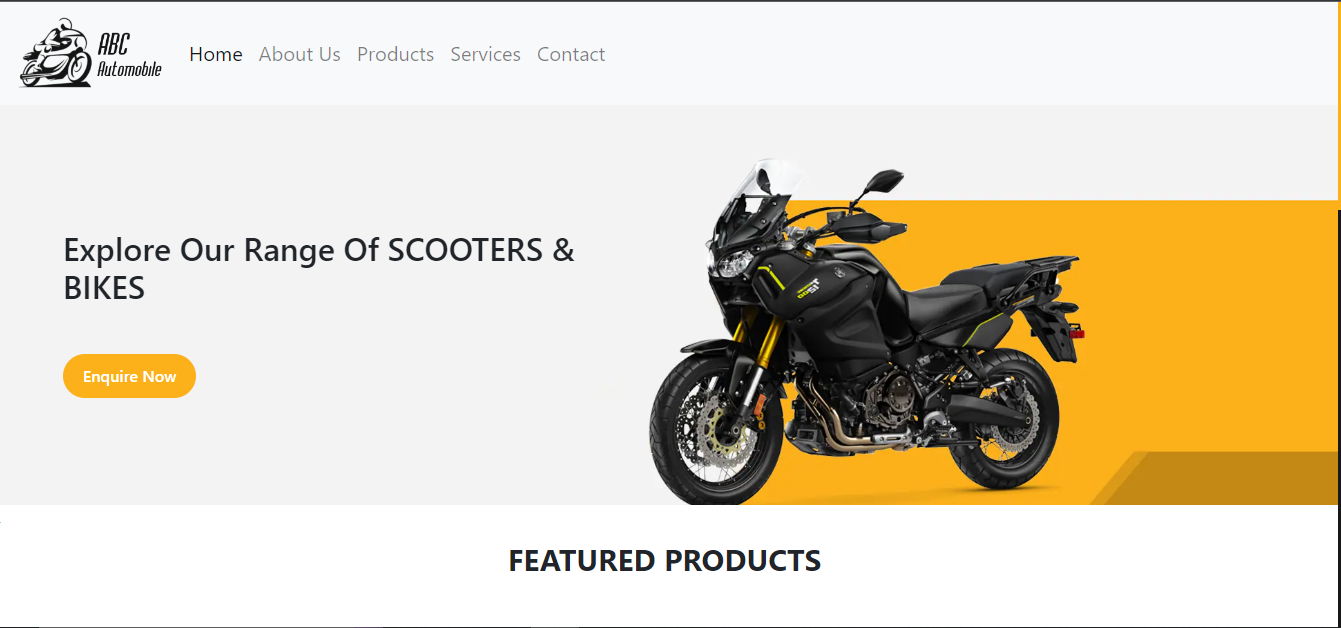 ABC
Automobile
Home About Us Products Services Contact
Explore Our Range Of SCOOTERS &
BIKES
Enquire Now
FEATURED PRODUCTS